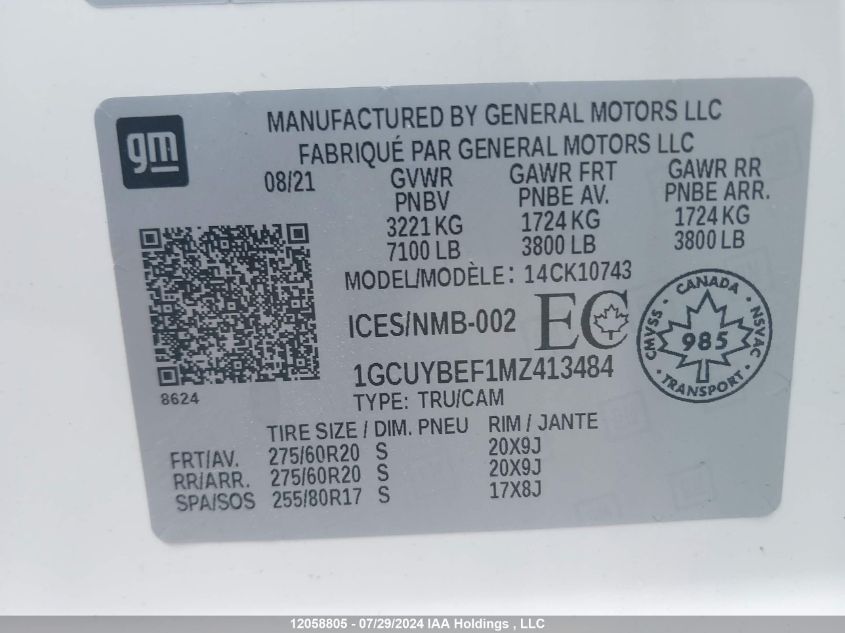 gm
MANUFACTURED BY GENERAL MOTORS LLC
FABRIQUÉ PAR GENERAL MOTORS LLC
08/21 GVWR GAWR FRT GAWR RR
PNBV PNBE AV. PNBE ARR.
3221 KG 1724 KG 1724 KG
7100 LB 3800 LB 3800 LB
MODEL/MODÈLE: 14CK10743
ICES/NMB-002 EC
CANADA
CMVSS 985 NSVAC
TRANSPORT
1GCUYBEF1MZ413484
8624
TYPE: TRU/CAM
TIRE SIZE / DIM. PNEU RIM / JANTE
FRT/AV. 275/60R20 S 20X9J
RR/ARR. 275/60R20 S 20X9J
SPA/SOS 255/80R17 S 17X8J
12058805 - 07/29/2024 IAA Holdings , LLC